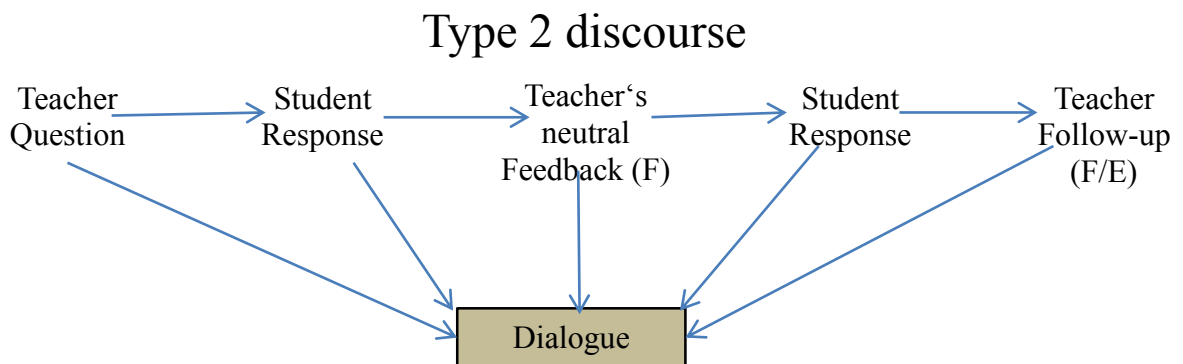 Type 2 discourse
Teacher
Question
Student
Response
Teacher‘s
neutral
Feedback (F)
Student
Response
Teacher
Follow-up
(F/E)
Dialogue